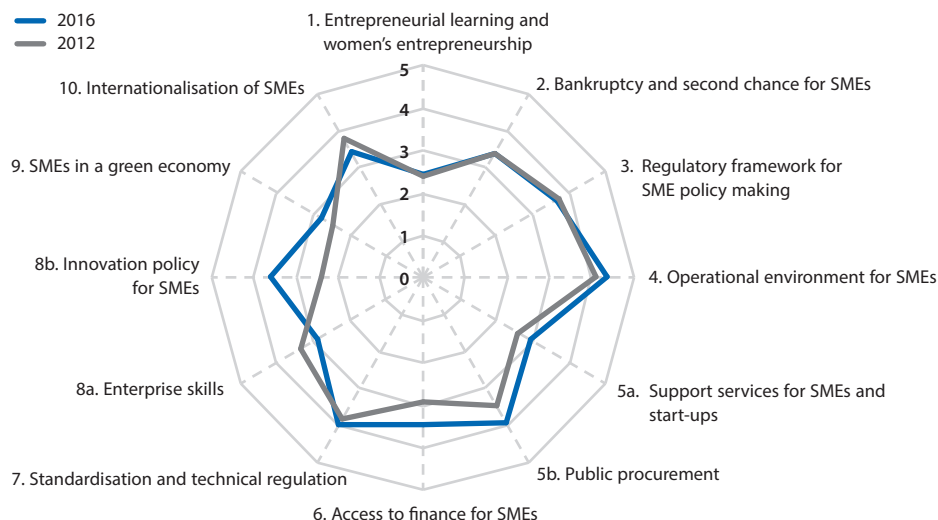 2016
2012
1. Entrepreneurial learning and
women’s entrepreneurship
2. Bankruptcy and second chance for SMEs
3. Regulatory framework for
SME policy making
4. Operational environment for SMEs
5a. Support services for SMEs and
start-ups
5b. Public procurement
6. Access to finance for SMEs
7. Standardisation and technical regulation
8a. Enterprise skills
8b. Innovation policy
for SMEs
9. SMEs in a green economy
10. Internationalisation of SMEs
5
4
3
2
1
0